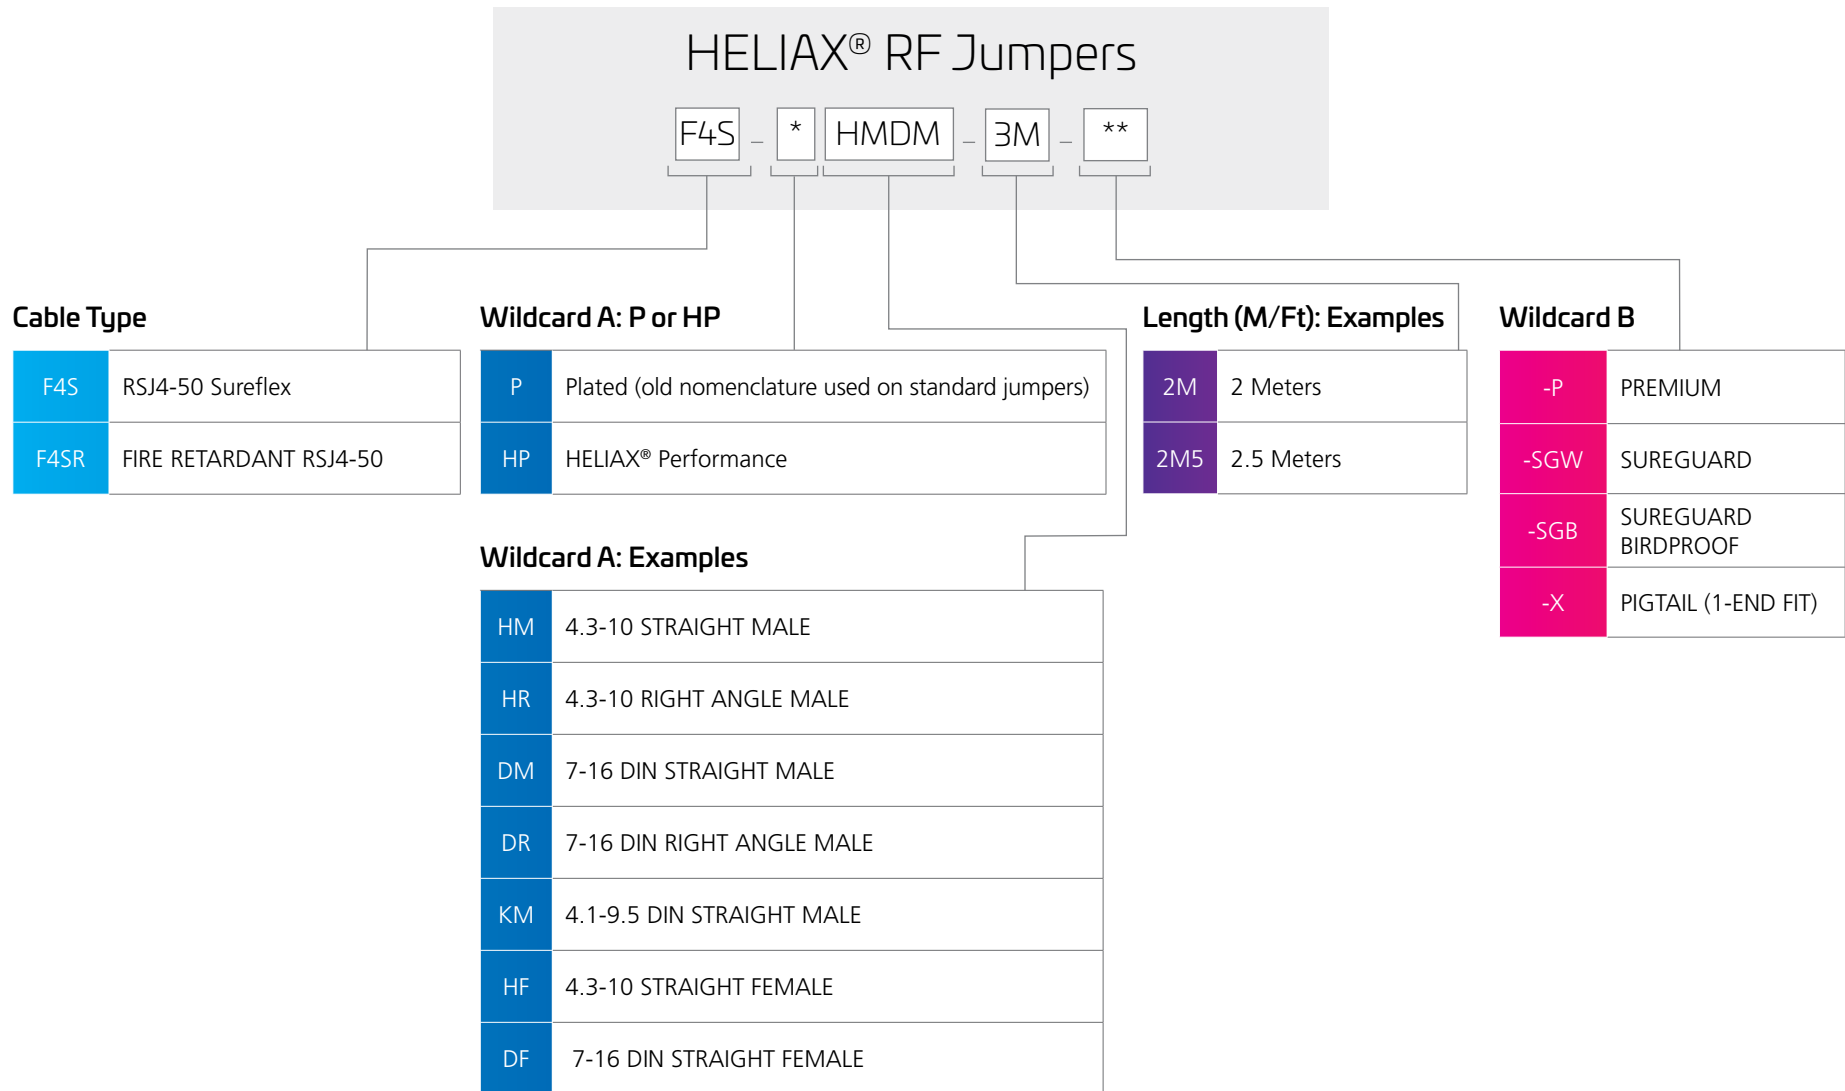 HELIAX® RF Jumpers
F4S - * HMDM - 3M - **
Cable Type
F4S RSJ4-50 Sureflex
F4SR FIRE RETARDANT RSJ4-50
Wildcard A: P or HP
P Plated (old nomenclature used on standard jumpers)
HP HELIAX® Performance
Wildcard A: Examples
HM 4.3-10 STRAIGHT MALE
HR 4.3-10 RIGHT ANGLE MALE
DM 7-16 DIN STRAIGHT MALE
DR 7-16 DIN RIGHT ANGLE MALE
KM 4.1-9.5 DIN STRAIGHT MALE
HF 4.3-10 STRAIGHT FEMALE
DF 7-16 DIN STRAIGHT FEMALE
Length (M/Ft): Examples
2M 2 Meters
2M5 2.5 Meters
Wildcard B
-P PREMIUM
-SGW SUREGUARD
-SGB SUREGUARD
BIRDPROOF
-X PIGTAIL (1-END FIT)